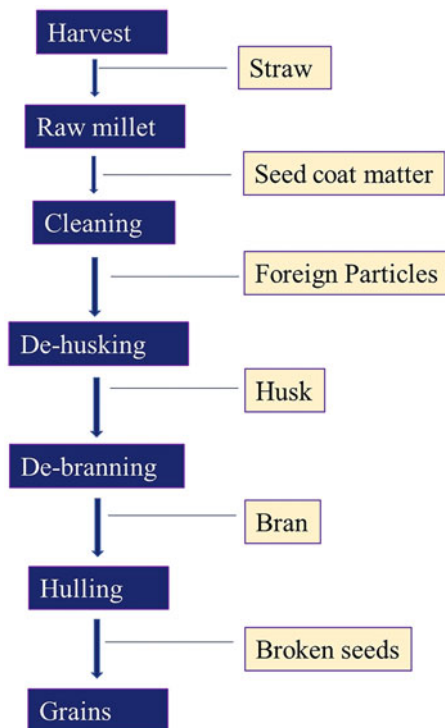 Harvest
Straw
Raw millet
Seed coat matter
Cleaning
Foreign Particles
De-husking
Husk
De-branning
Bran
Hulling
Broken seeds
Grains